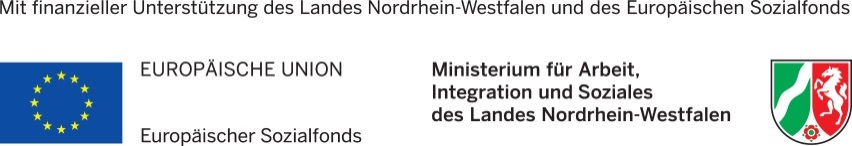 Mit finanzieller Unterstützung des Landes Nordrhein-Westfalen und des Europäischen Sozialfonds
EUROPÄISCHE UNION
Europäischer Sozialfonds
Ministerium für Arbeit,
Integration und Soziales
des Landes Nordrhein-Westfalen